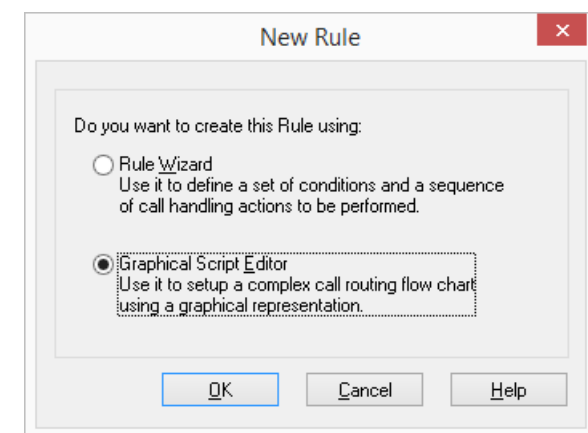 New Rule
Do you want to create this Rule using:
Rule Wizard
Use it to define a set of conditions and a sequence
of call handling actions to be performed.
Graphical Script Editor
Use it to setup a complex call routing flow chart
using a graphical representation.
OK Cancel Help